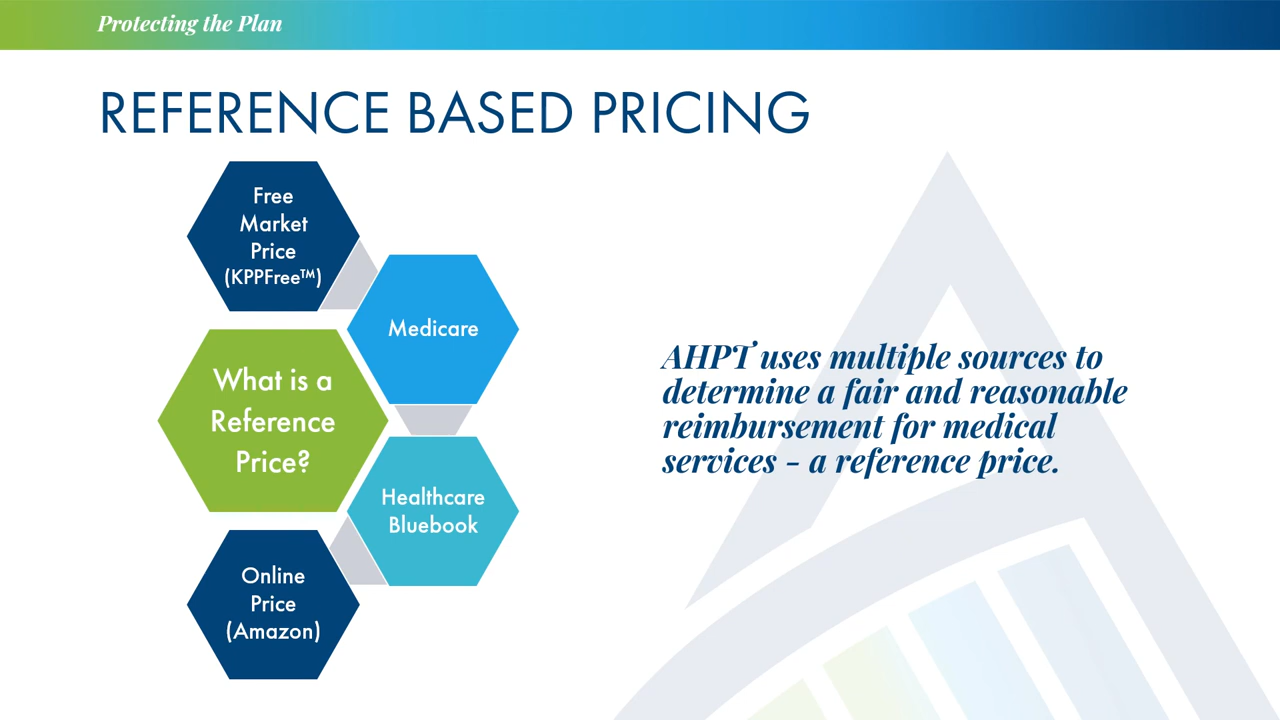 Protecting the Plan
REFERENCE BASED PRICING
Free
Market
Price
(KPPFree™)
Medicare
What is a
Reference
Price?
Healthcare
Bluebook
Online
Price
(Amazon)
AHPT uses multiple sources to
determine a fair and reasonable
reimbursement for medical
services - a reference price.